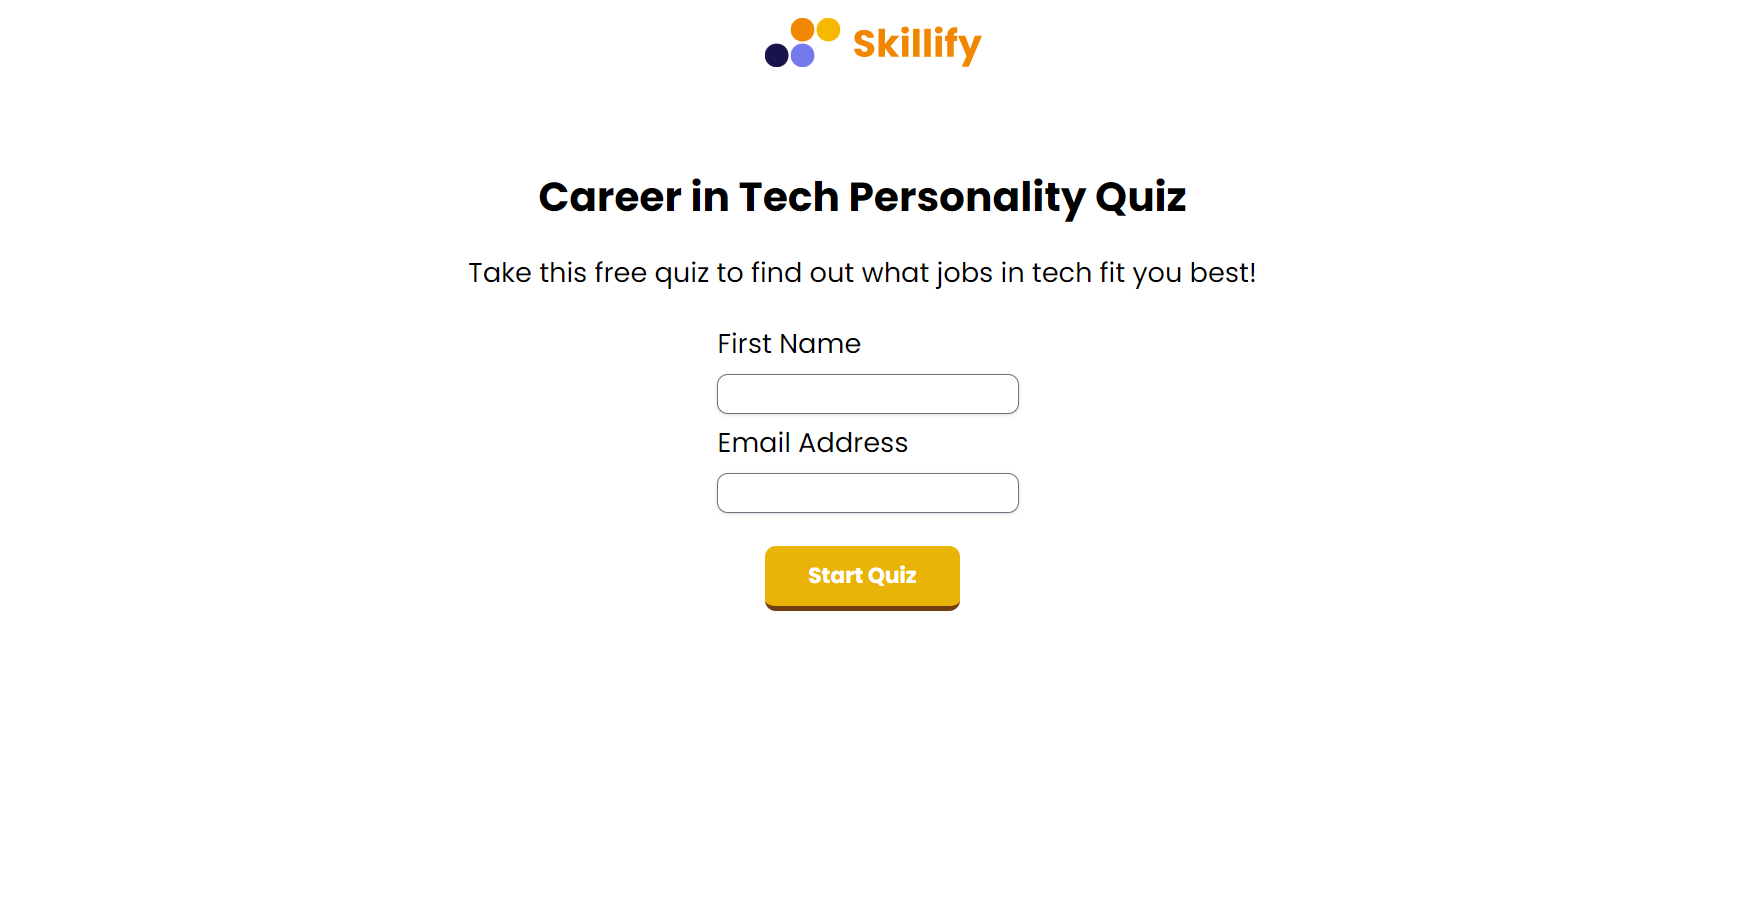 Skillify
Career in Tech Personality Quiz
Take this free quiz to find out what jobs in tech fit you best!
First Name
Email Address
Start Quiz